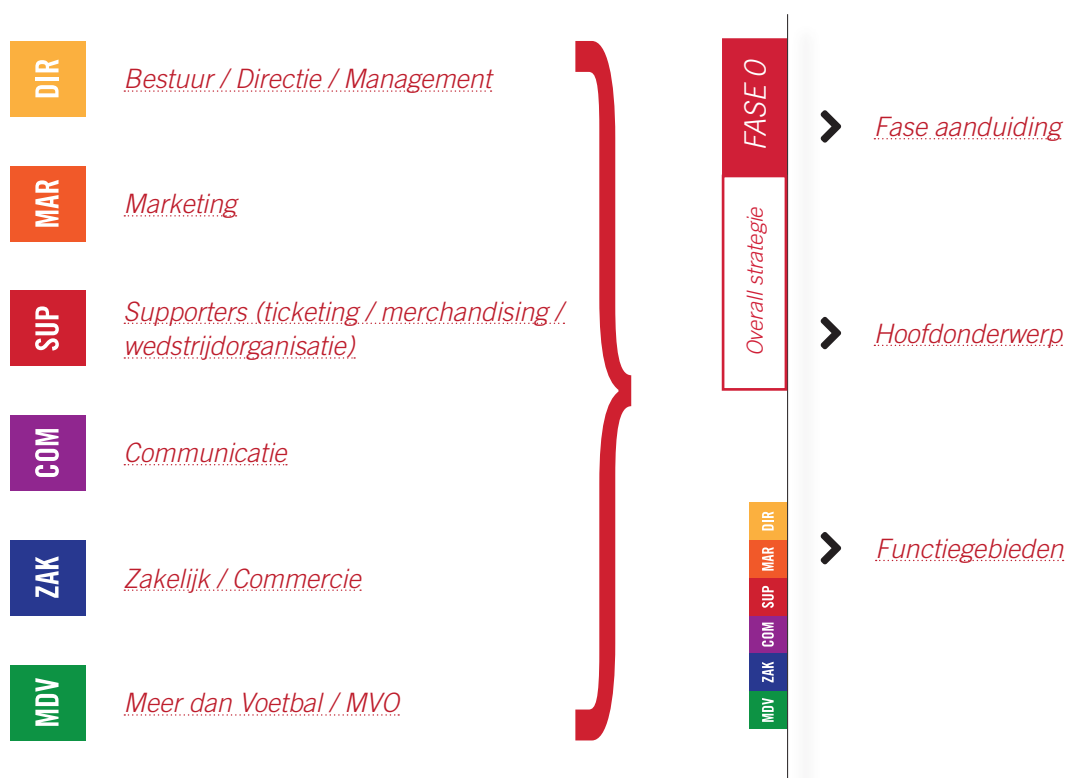 DIR
Bestuur / Directie / Management
MAR
Marketing
SUP
Supporters (ticketing / merchandising /
wedstrijdorganisatie)
COM
Communicatie
ZAK
Zakelijk / Commercie
MDV
Meer dan Voetbal / MVO
FASE 0
Overall strategie
DIR
MAR
SUP
COM
ZAK
MDV
Fase aanduiding
Hoofdonderwerp
Functiegebieden